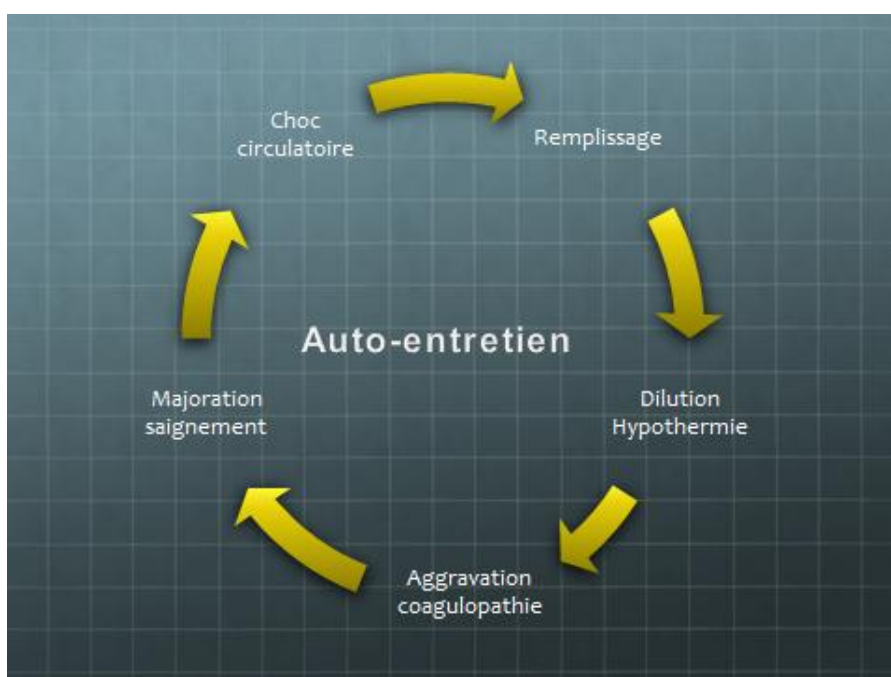 Choc
circulatoire
Remplissage
Auto-entretien
Majoration
saignement
Dilution
Hypothermie
Aggravation
coagulopathie